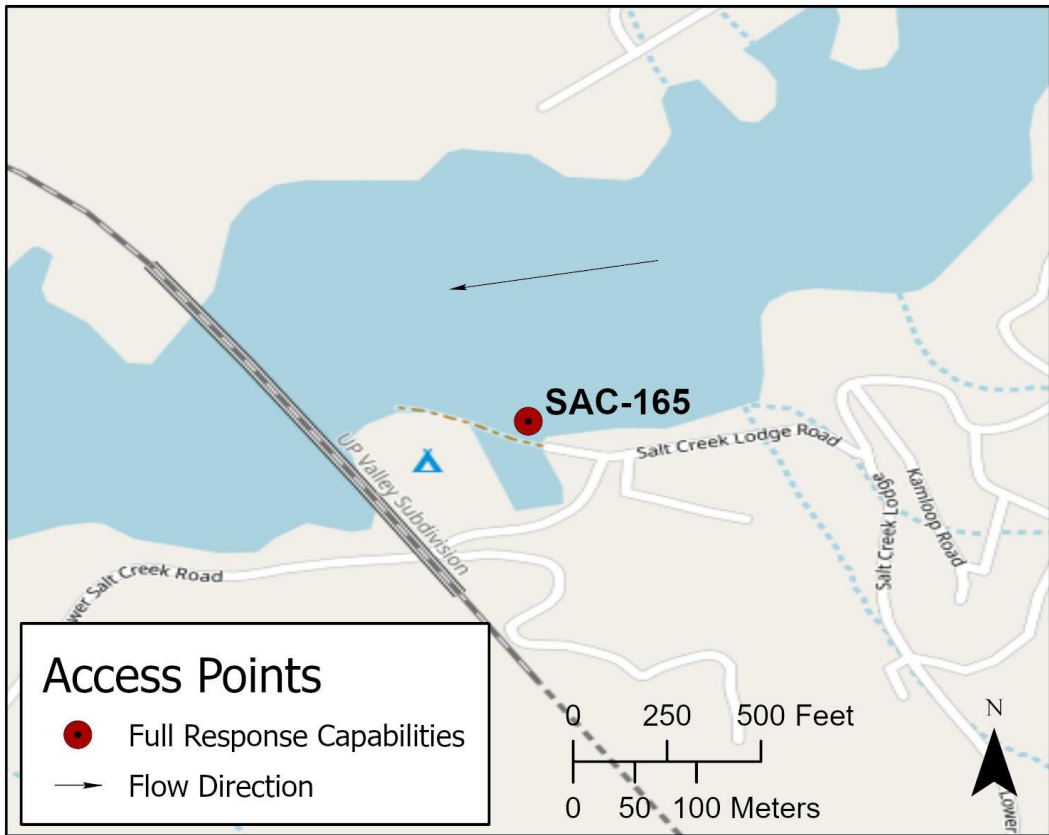 SAC-165
UP Valley Subdivision
Salt Creek Lodge Road
Salt Creek Lodge
Kamloop Road
wer Salt Creek Road
Access Points
Full Response Capabilities
Flow Direction
0 250 500 Feet
0 50 100 Meters
N
Lower